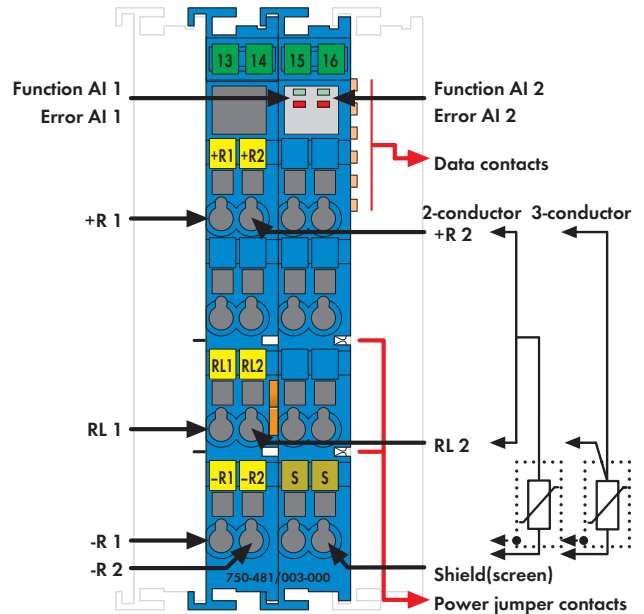 13 14 15 16
Function AI 1
Error AI 1
Function AI 2
Error AI 2
+R1 +R2
Data contacts
+R 1
2-conductor 3-conductor
+R 2
RL1 RL2
RL 1
RL 2
-R1 -R2 S S
-R 1
-R 2
750-481/003-000
Shield(screen)
Power jumper contacts